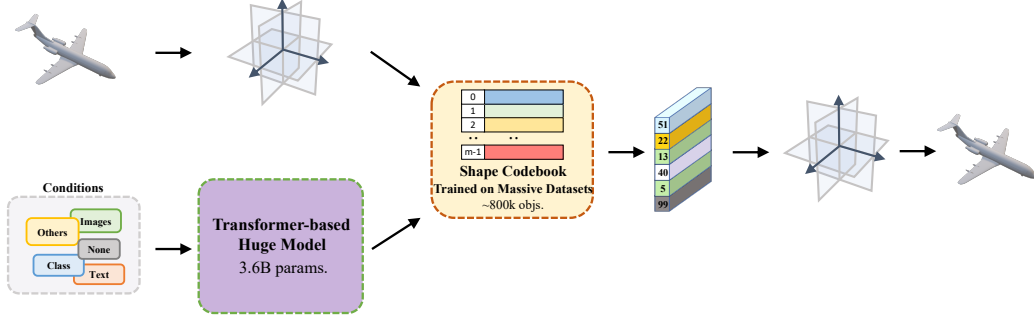 0
1
2
.. ..
m-1
Shape Codebook
Trained on Massive Datasets
~800k objs.
51
22
13
40
5
99
Conditions
Images
Others
None
Class
Text
Transformer-based
Huge Model
3.6B params.